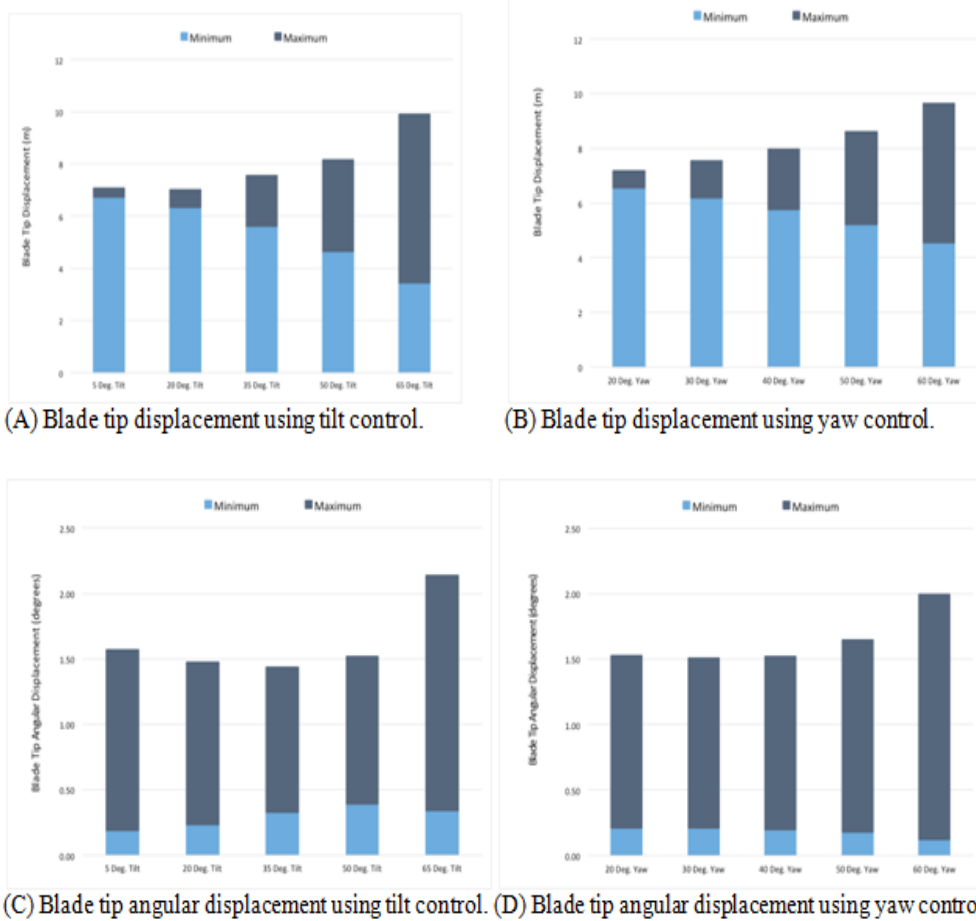 Minimum Maximum
Blade Tip Displacement (m)
12
10
8
6
4
2
0
5 Deg. Tilt 20 Deg. Tilt 35 Deg. Tilt 50 Deg. Tilt 65 Deg. Tilt
(A) Blade tip displacement using tilt control.
Minimum Maximum
Blade Tip Displacement (m)
12
10
8
6
4
2
0
20 Deg. Yaw 30 Deg. Yaw 40 Deg. Yaw 50 Deg. Yaw 60 Deg. Yaw
(B) Blade tip displacement using yaw control.
Minimum Maximum
Blade Tip Angular Displacement (degrees)
2.50
2.00
1.50
1.00
0.50
0.00
5 Deg. Tilt 20 Deg. Tilt 35 Deg. Tilt 50 Deg. Tilt 65 Deg. Tilt
(C) Blade tip angular displacement using tilt control.
Minimum Maximum
Blade Tip Angular Displacement (degrees)
2.50
2.00
1.50
1.00
0.50
0.00
20 Deg. Yaw 30 Deg. Yaw 40 Deg. Yaw 50 Deg. Yaw 60 Deg. Yaw
(D) Blade tip angular displacement using yaw contro